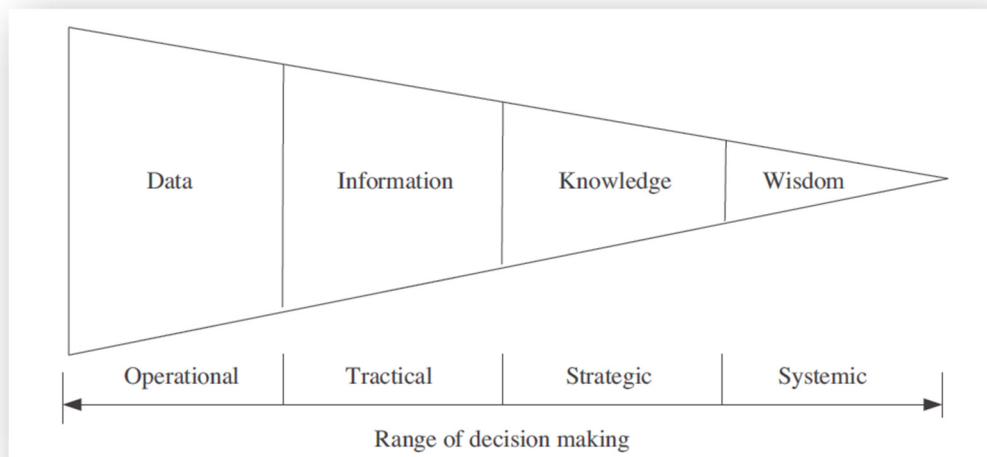 Data Information Knowledge Wisdom
Operational Tractical Strategic Systemic
Range of decision making